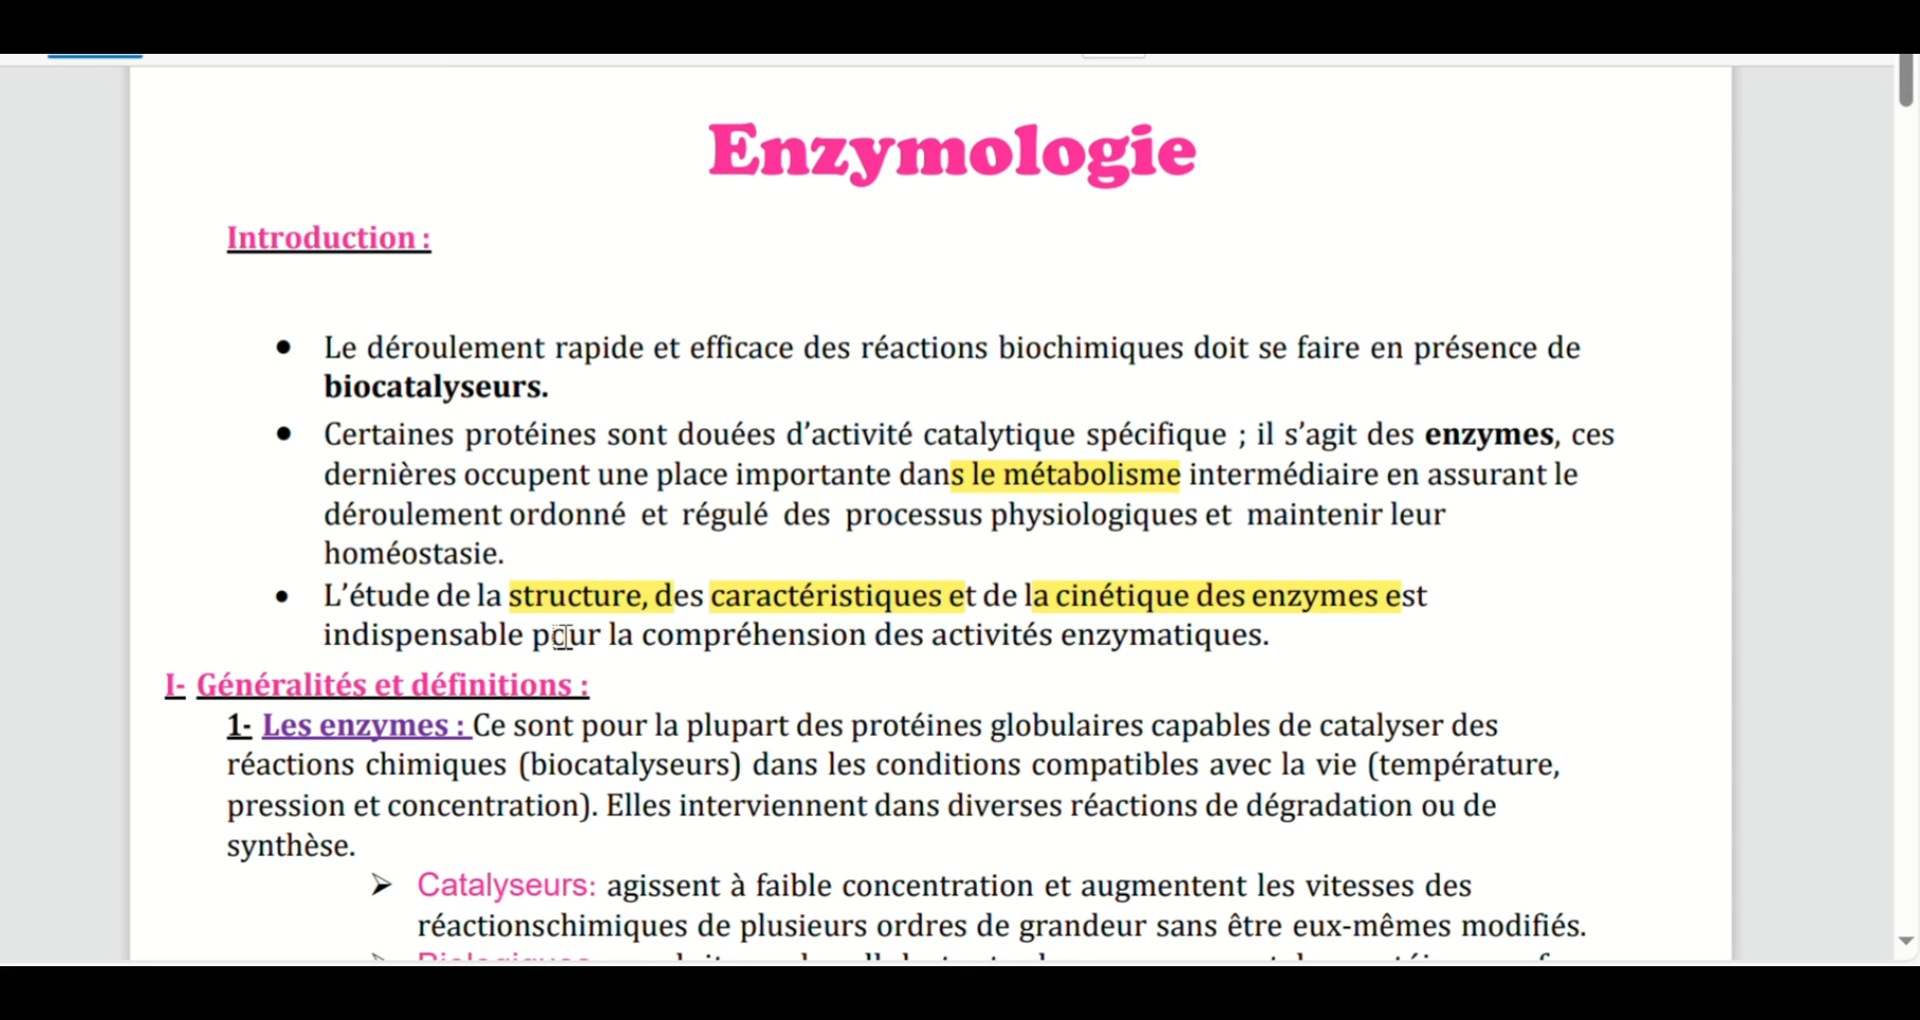 Enzymologie
Introduction :
• Le déroulement rapide et efficace des réactions biochimiques doit se faire en présence de
biocatalyseurs.
• Certaines protéines sont douées d’activité catalytique spécifique ; il s’agit des enzymes, ces
dernières occupent une place importante dans le métabolisme intermédiaire en assurant le
déroulement ordonné et régulé des processus physiologiques et maintenir leur
homéostasie.
• L’étude de la structure, des caractéristiques et de la cinétique des enzymes est
indispensable pour la compréhension des activités enzymatiques.
I- Généralités et définitions :
1- Les enzymes : Ce sont pour la plupart des protéines globulaires capables de catalyser des
réactions chimiques (biocatalyseurs) dans les conditions compatibles avec la vie (température,
pression et concentration). Elles interviennent dans diverses réactions de dégradation ou de
synthèse.
➢ Catalyseurs: agissent à faible concentration et augmentent les vitesses des
réactionschimiques de plusieurs ordres de grandeur sans être eux-mêmes modifiés.